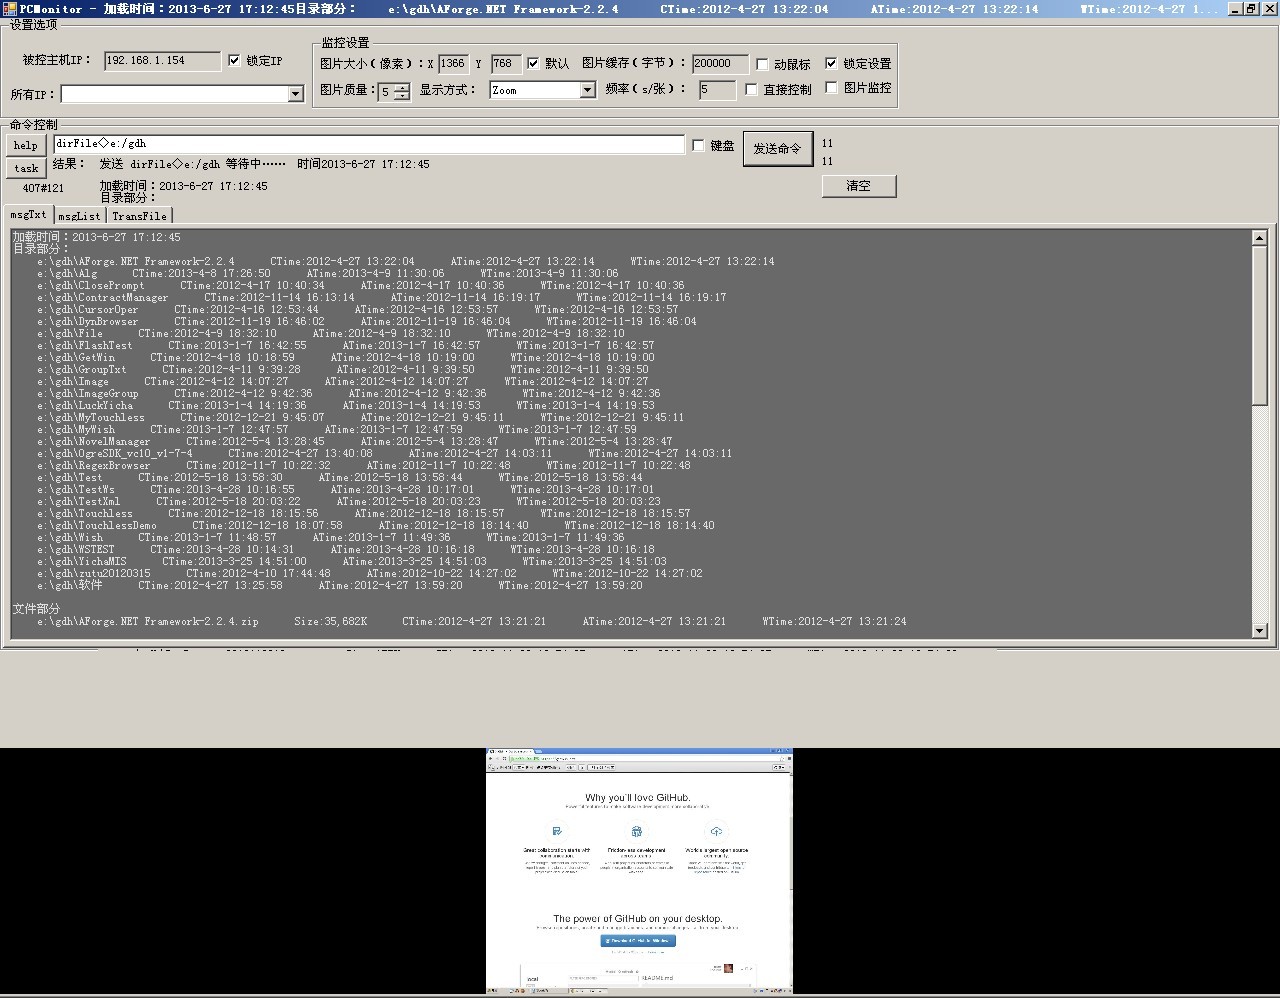 PCMonitor - 加载时间：2013-6-27 17:12:45目录部分： e:\gdh\AForge.NET Framework-2.2.4 CTime:2012-4-27 13:22:04 ATime:2012-4-27 13:22:14 WTime:2012-4-27 1...
设置选项
监控设置
被控主机IP： 192.168.1.154 锁定IP
图片大小（像素）：X 1366 Y 768 默认 图片缓存（字节）： 200000 动鼠标 锁定设置
所有IP：
图片质量： 5 显示方式： Zoom 频率（s/张）： 5 直接控制 图片监控
命令控制
help dirFile◇e:/gdh 键盘 发送命令 11
task 结果： 发送 dirFile◇e:/gdh 等待中…… 时间2013-6-27 17:12:45 11
407#121 加载时间：2013-6-27 17:12:45 清空
目录部分：
msgTxt msgList TransFile
加载时间：2013-6-27 17:12:45
目录部分：
e:\gdh\AForge.NET Framework-2.2.4 CTime:2012-4-27 13:22:04 ATime:2012-4-27 13:22:14 WTime:2012-4-27 13:22:14
e:\gdh\Alg CTime:2013-4-8 17:26:50 ATime:2013-4-9 11:30:06 WTime:2013-4-9 11:30:06
e:\gdh\ClosePrompt CTime:2012-4-17 10:40:34 ATime:2012-4-17 10:40:36 WTime:2012-4-17 10:40:36
e:\gdh\ContractManager CTime:2012-11-14 16:13:14 ATime:2012-11-14 16:19:17 WTime:2012-11-14 16:19:17
e:\gdh\CursorOper CTime:2012-4-16 12:53:44 ATime:2012-4-16 12:53:57 WTime:2012-4-16 12:53:57
e:\gdh\DynBrowser CTime:2012-11-19 16:46:02 ATime:2012-11-19 16:46:04 WTime:2012-11-19 16:46:04
e:\gdh\File CTime:2012-4-9 18:32:10 ATime:2012-4-9 18:32:10 WTime:2012-4-9 18:32:10
e:\gdh\FlashTest CTime:2013-1-7 16:42:55 ATime:2013-1-7 16:42:57 WTime:2013-1-7 16:42:57
e:\gdh\GetWin CTime:2012-4-18 10:18:59 ATime:2012-4-18 10:19:00 WTime:2012-4-18 10:19:00
e:\gdh\GroupTxt CTime:2012-4-11 9:39:28 ATime:2012-4-11 9:39:50 WTime:2012-4-11 9:39:50
e:\gdh\Image CTime:2012-4-12 14:07:27 ATime:2012-4-12 14:07:27 WTime:2012-4-12 14:07:27
e:\gdh\ImageGroup CTime:2012-4-12 9:42:36 ATime:2012-4-12 9:42:36 WTime:2012-4-12 9:42:36
e:\gdh\LuckYicha CTime:2013-1-4 14:19:36 ATime:2013-1-4 14:19:53 WTime:2013-1-4 14:19:53
e:\gdh\MyTouchless CTime:2012-12-21 9:45:07 ATime:2012-12-21 9:45:11 WTime:2012-12-21 9:45:11
e:\gdh\MyWish CTime:2013-1-7 12:47:57 ATime:2013-1-7 12:47:59 WTime:2013-1-7 12:47:59
e:\gdh\NovelManager CTime:2012-5-4 13:28:45 ATime:2012-5-4 13:28:47 WTime:2012-5-4 13:28:47
e:\gdh\OgreSDK_vc10_v1-7-4 CTime:2012-4-27 13:40:08 ATime:2012-4-27 14:03:11 WTime:2012-4-27 14:03:11
e:\gdh\RegexBrowser CTime:2012-11-7 10:22:32 ATime:2012-11-7 10:22:48 WTime:2012-11-7 10:22:48
e:\gdh\Test CTime:2012-5-18 13:58:30 ATime:2012-5-18 13:58:44 WTime:2012-5-18 13:58:44
e:\gdh\TestWs CTime:2013-4-28 10:16:55 ATime:2013-4-28 10:17:01 WTime:2013-4-28 10:17:01
e:\gdh\TestXml CTime:2012-5-18 20:03:22 ATime:2012-5-18 20:03:23 WTime:2012-5-18 20:03:23
e:\gdh\Touchless CTime:2012-12-18 18:15:56 ATime:2012-12-18 18:15:57 WTime:2012-12-18 18:15:57
e:\gdh\TouchlessDemo CTime:2012-12-18 18:07:58 ATime:2012-12-18 18:14:40 WTime:2012-12-18 18:14:40
e:\gdh\Wish CTime:2013-1-7 11:48:57 ATime:2013-1-7 11:49:36 WTime:2013-1-7 11:49:36
e:\gdh\WSTEST CTime:2013-4-28 10:14:31 ATime:2013-4-28 10:16:18 WTime:2013-4-28 10:16:18
e:\gdh\YichaMIS CTime:2013-3-25 14:51:00 ATime:2013-3-25 14:51:03 WTime:2013-3-25 14:51:03
e:\gdh\zutu20120315 CTime:2012-4-10 17:44:48 ATime:2012-10-22 14:27:02 WTime:2012-10-22 14:27:02
e:\gdh\软件 CTime:2012-4-27 13:25:58 ATime:2012-4-27 13:59:20 WTime:2012-4-27 13:59:20
文件部分
e:\gdh\AForge.NET Framework-2.2.4.zip Size:35,682K CTime:2012-4-27 13:21:21 ATime:2012-4-27 13:21:21 WTime:2012-4-27 13:21:24
Why you'll love GitHub.
Powerful features to make software development more collaborative
Great collaboration starts with communication.
Friction-less development across teams
World's largest open source community.
The power of GitHub on your desktop.
Download GitHub for Windows
local
README.md